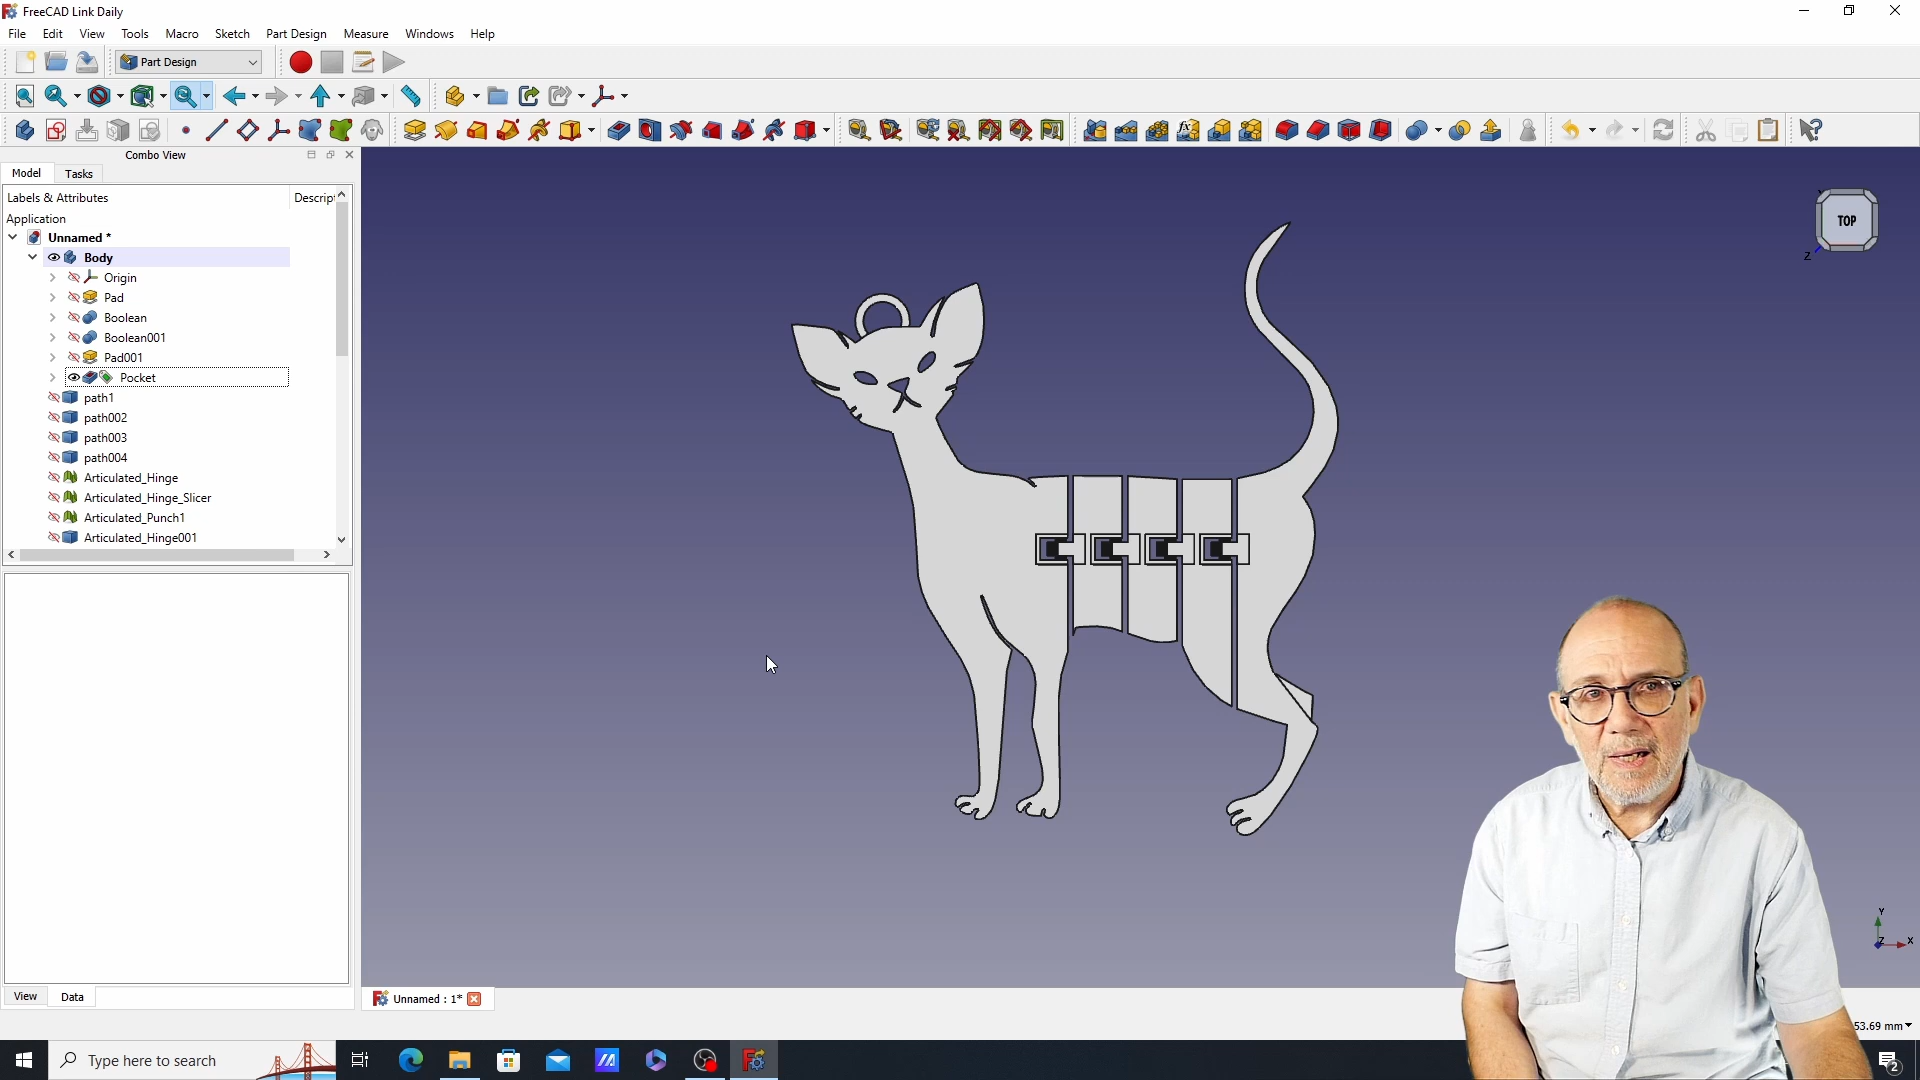 FreeCAD Link Daily
File Edit View Tools Macro Sketch Part Design Measure Windows Help
Part Design
Combo View
Model Tasks
Labels & Attributes Descript
Application
Unnamed *
Body
Origin
Pad
Boolean
Boolean001
Pad001
Pocket
path1
path002
path003
path004
Articulated_Hinge
Articulated_Hinge_Slicer
Articulated_Punch1
Articulated_Hinge001
TOP
Z
Y
Z X
View Data
Unnamed : 1*
53.69 mm
Type here to search
2